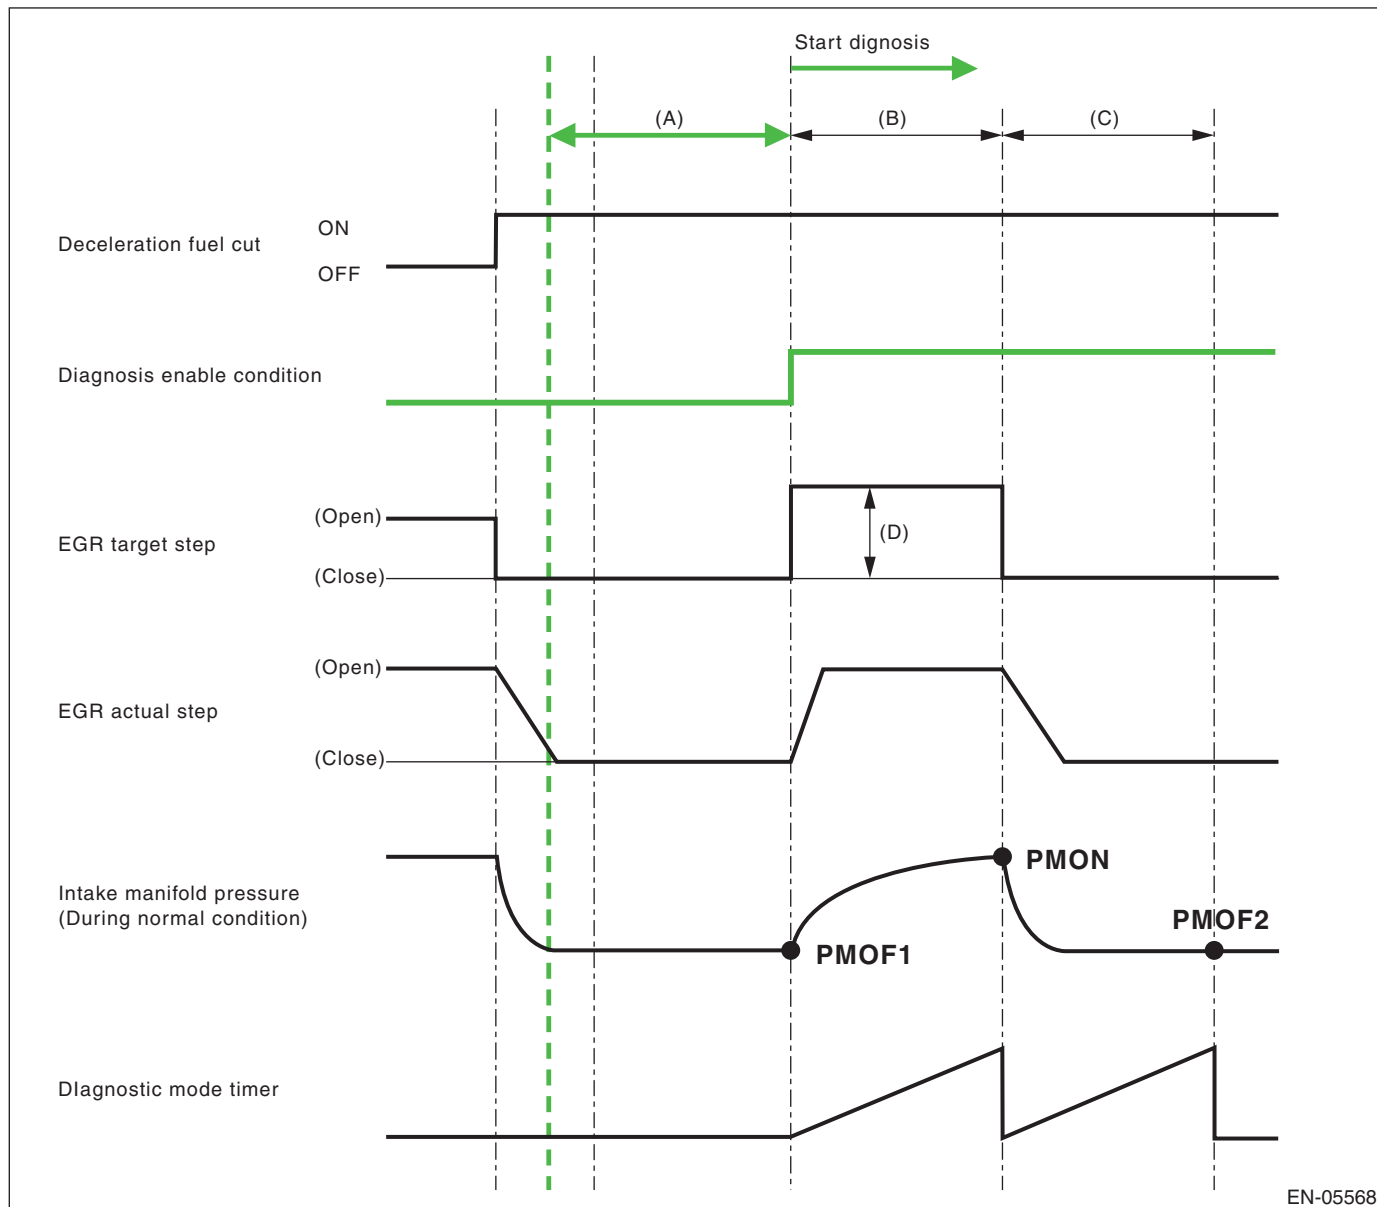 Start dignosis
(A)
(B)
(C)
Deceleration fuel cut
ON
OFF
Diagnosis enable condition
EGR target step
(Open)
(Close)
(D)
EGR actual step
(Open)
(Close)
Intake manifold pressure
(During normal condition)
PMOF1
PMON
PMOF2
DIagnostic mode timer
EN-05568